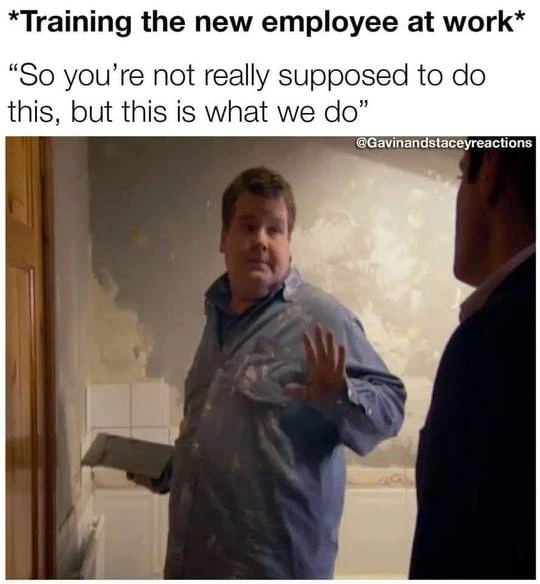 *Training the new employee at work*
“So you’re not really supposed to do
this, but this is what we do”
@Gavinandstaceyreactions